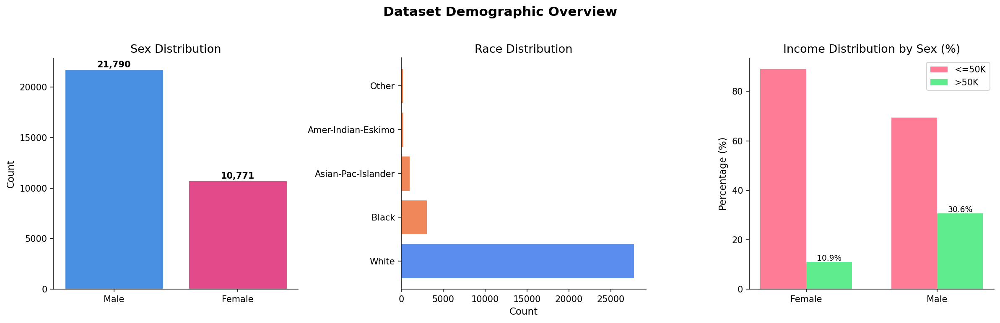 Dataset Demographic Overview
Sex Distribution
21,790
10,771
20000
15000
10000
5000
0
Count
Male
Female
Race Distribution
Other
Amer-Indian-Eskimo
Asian-Pac-Islander
Black
White
0
5000
10000
15000
20000
25000
Count
Income Distribution by Sex (%)
<=50K
>50K
80
60
40
20
0
Percentage (%)
10.9%
30.6%
Female
Male